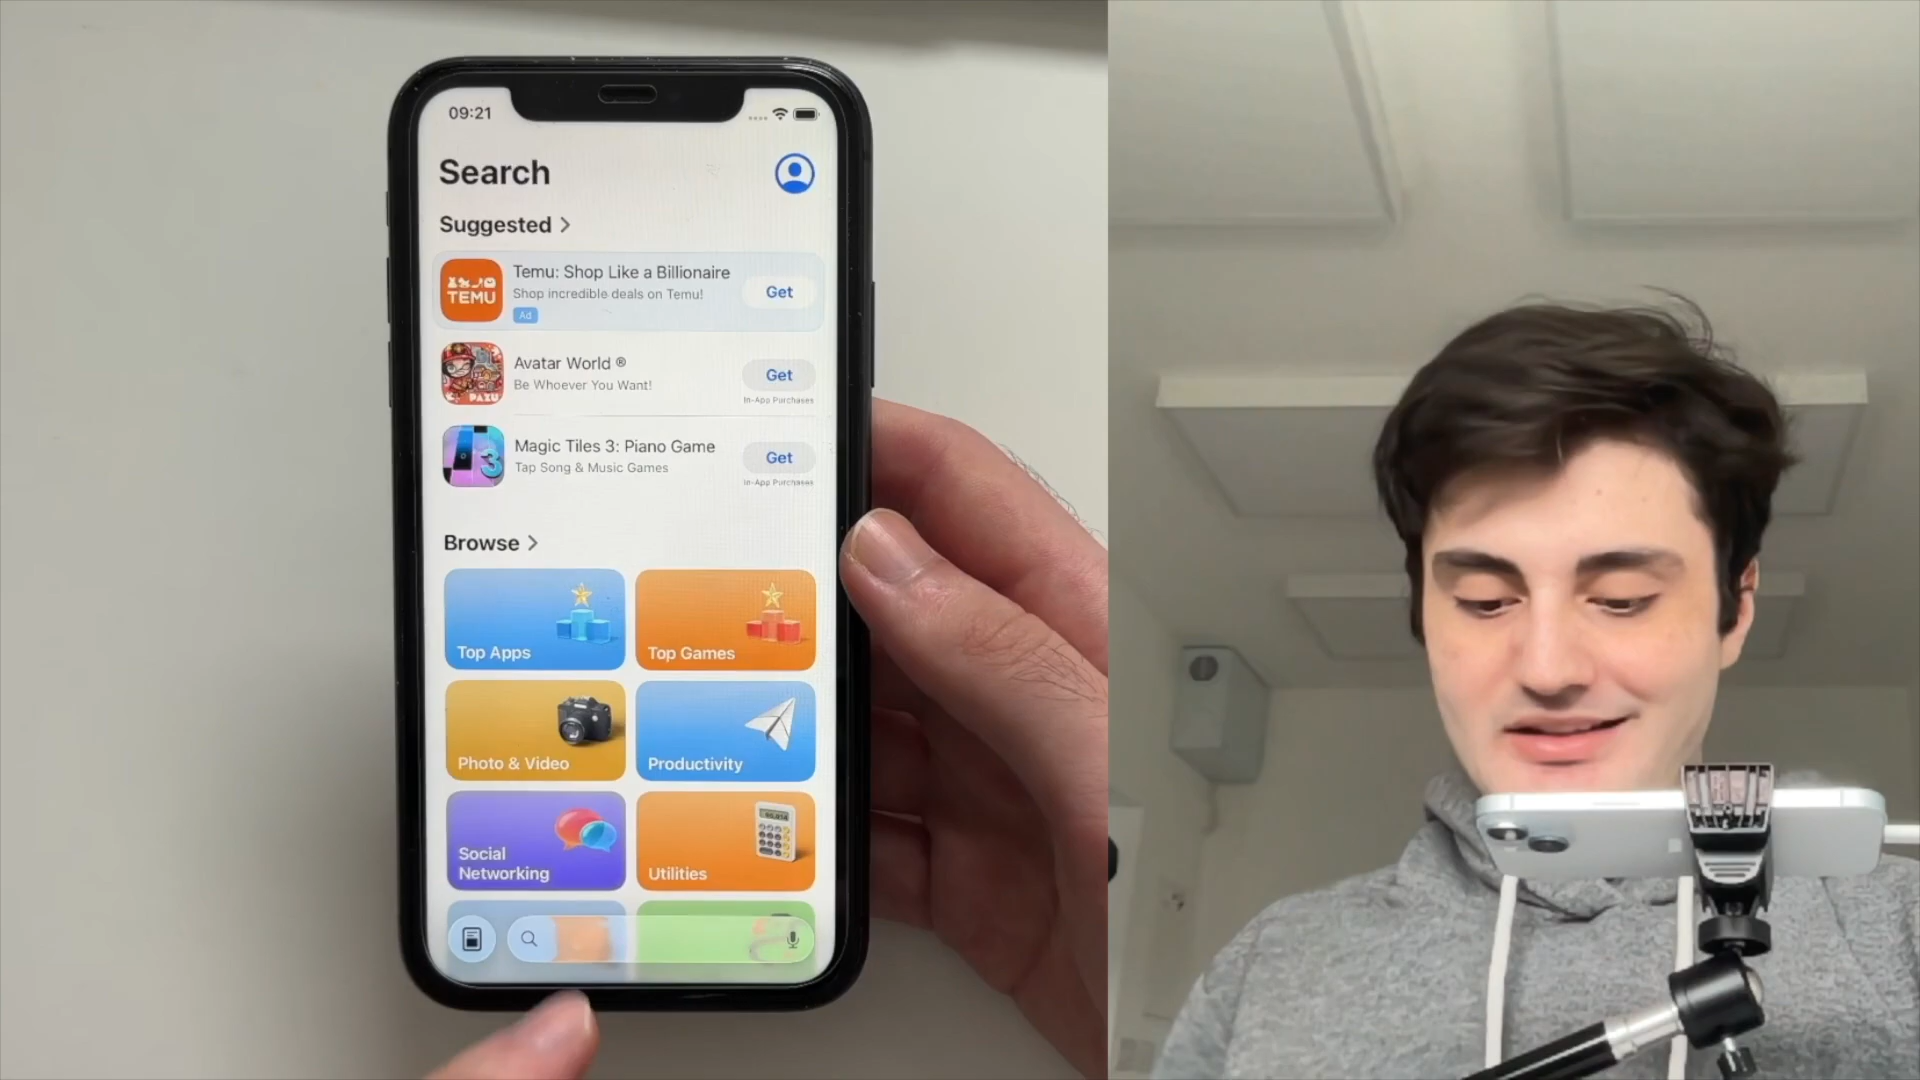 09:21
Search
Suggested >
TEMU
Temu: Shop Like a Billionaire
Shop incredible deals on Temu!
Ad
Get
PAZU
Avatar World ®
Be Whoever You Want!
Get
In-App Purchases
3
Magic Tiles 3: Piano Game
Tap Song & Music Games
Get
In-App Purchases
Browse >
Top Apps
Top Games
Photo & Video
Productivity
Social
Networking
Utilities